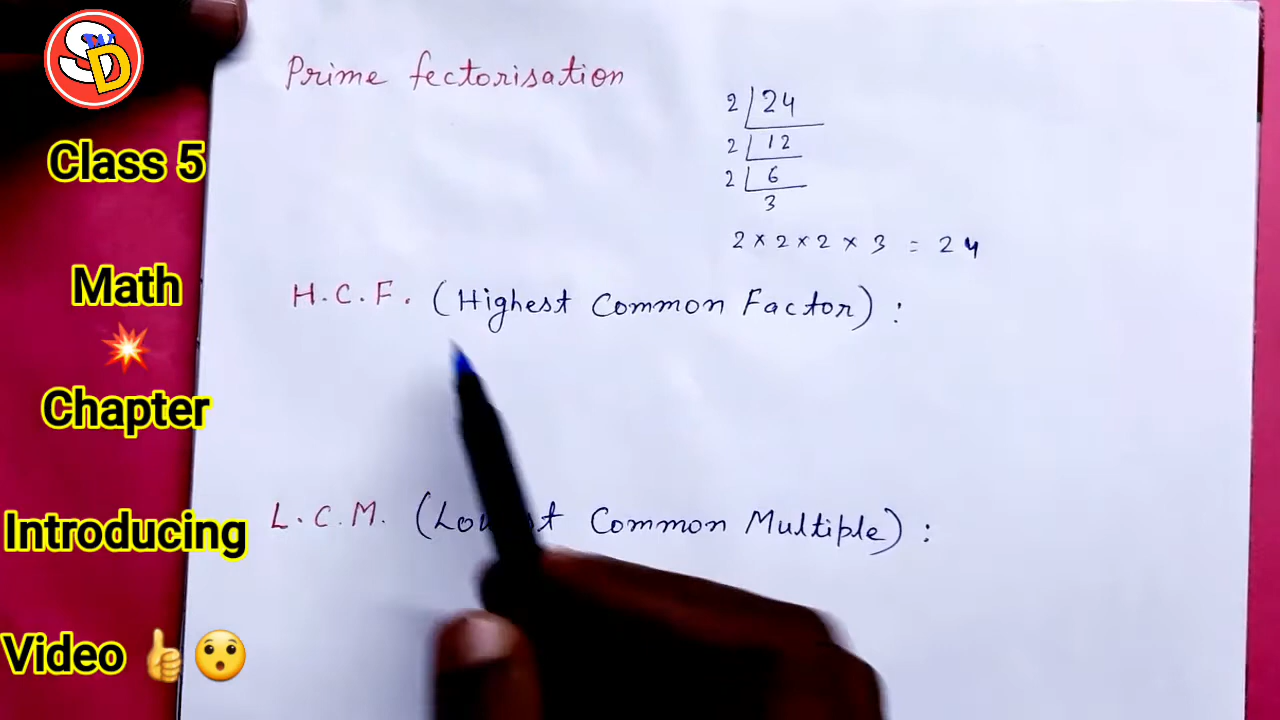 SWD
Class 5
Math
Chapter
Introducing
Video
Prime fectorisation
2 24
2 12
2 6
3
2 × 2 × 2 × 3 = 24
H.C.F. (Highest Common Factor) :
L.C.M. (Common Multiple) :